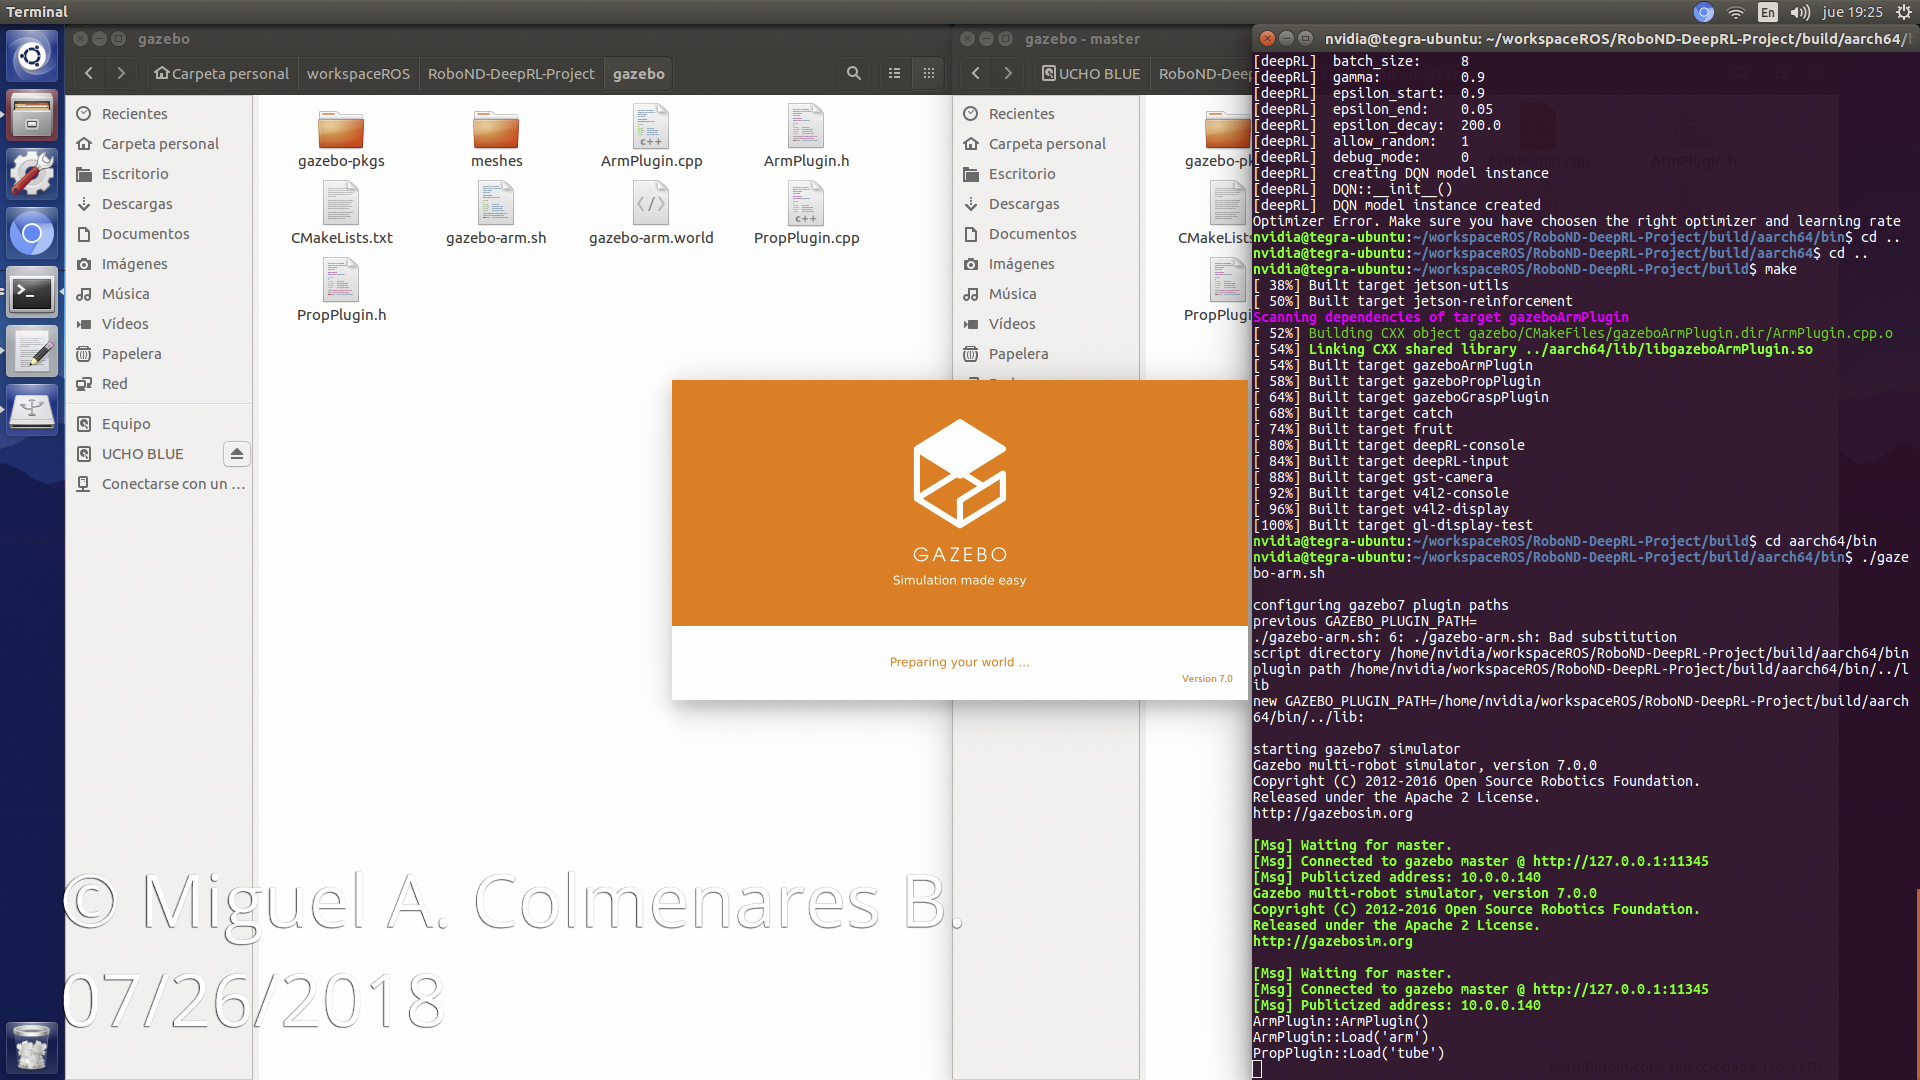 Terminal
En
jue 19:25
gazebo
Carpeta personal
workspaceROS
RoboND-DeepRL-Project
gazebo
Recientes
Carpeta personal
Escritorio
Descargas
Documentos
Imágenes
Música
Vídeos
Papelera
Red
Equipo
UCHO BLUE
Conectarse con un ...
gazebo-pkgs
meshes
ArmPlugin.cpp
ArmPlugin.h
CMakeLists.txt
gazebo-arm.sh
gazebo-arm.world
PropPlugin.cpp
PropPlugin.h
gazebo - master
UCHO BLUE
RoboND-Deep
Recientes
Carpeta personal
Escritorio
Descargas
Documentos
Imágenes
Música
Vídeos
Papelera
gazebo-pk
CMakeLists
PropPlugi
GAZEBO
Simulation made easy
Preparing your world ...
Version 7.0
nvidia@tegra-ubuntu: ~/workspaceROS/RoboND-DeepRL-Project/build/aarch64/
[deepRL]  batch_size:     8
[deepRL]  gamma:          0.9
[deepRL]  epsilon_start:  0.9
[deepRL]  epsilon_end:    0.05
[deepRL]  epsilon_decay:  200.0
[deepRL]  allow_random:   1
[deepRL]  debug_mode:     0
[deepRL]  creating DQN model instance
[deepRL]  DQN::__init__()
[deepRL]  DQN model instance created
Optimizer Error. Make sure you have choosen the right optimizer and learning rate
nvidia@tegra-ubuntu:~/workspaceROS/RoboND-DeepRL-Project/build/aarch64/bin$ cd ..
nvidia@tegra-ubuntu:~/workspaceROS/RoboND-DeepRL-Project/build/aarch64$ cd ..
nvidia@tegra-ubuntu:~/workspaceROS/RoboND-DeepRL-Project/build$ make
[ 38%] Built target jetson-utils
[ 50%] Built target jetson-reinforcement
Scanning dependencies of target gazeboArmPlugin
[ 52%] Building CXX object gazebo/CMakeFiles/gazeboArmPlugin.dir/ArmPlugin.cpp.o
[ 54%] Linking CXX shared library ../aarch64/lib/libgazeboArmPlugin.so
[ 54%] Built target gazeboArmPlugin
[ 58%] Built target gazeboPropPlugin
[ 64%] Built target gazeboGraspPlugin
[ 68%] Built target catch
[ 74%] Built target fruit
[ 80%] Built target deepRL-console
[ 84%] Built target deepRL-input
[ 88%] Built target gst-camera
[ 92%] Built target v4l2-console
[ 96%] Built target v4l2-display
[100%] Built target gl-display-test
nvidia@tegra-ubuntu:~/workspaceROS/RoboND-DeepRL-Project/build$ cd aarch64/bin
nvidia@tegra-ubuntu:~/workspaceROS/RoboND-DeepRL-Project/build/aarch64/bin$ ./gaze
bo-arm.sh
configuring gazebo7 plugin paths
previous GAZEBO_PLUGIN_PATH=
./gazebo-arm.sh: 6: ./gazebo-arm.sh: Bad substitution
script directory /home/nvidia/workspaceROS/RoboND-DeepRL-Project/build/aarch64/bin
plugin path /home/nvidia/workspaceROS/RoboND-DeepRL-Project/build/aarch64/bin/../l
ib
new GAZEBO_PLUGIN_PATH=/home/nvidia/workspaceROS/RoboND-DeepRL-Project/build/aarch
64/bin/../lib:
starting gazebo7 simulator
Gazebo multi-robot simulator, version 7.0.0
Copyright (C) 2012-2016 Open Source Robotics Foundation.
Released under the Apache 2 License.
http://gazebosim.org
[Msg] Waiting for master.
[Msg] Connected to gazebo master @ http://127.0.0.1:11345
[Msg] Publicized address: 10.0.0.140
Gazebo multi-robot simulator, version 7.0.0
Copyright (C) 2012-2016 Open Source Robotics Foundation.
Released under the Apache 2 License.
http://gazebosim.org
[Msg] Waiting for master.
[Msg] Connected to gazebo master @ http://127.0.0.1:11345
[Msg] Publicized address: 10.0.0.140
ArmPlugin::ArmPlugin()
ArmPlugin::Load('arm')
PropPlugin::Load('tube')
© Miguel A. Colmenares B.
07/26/2018